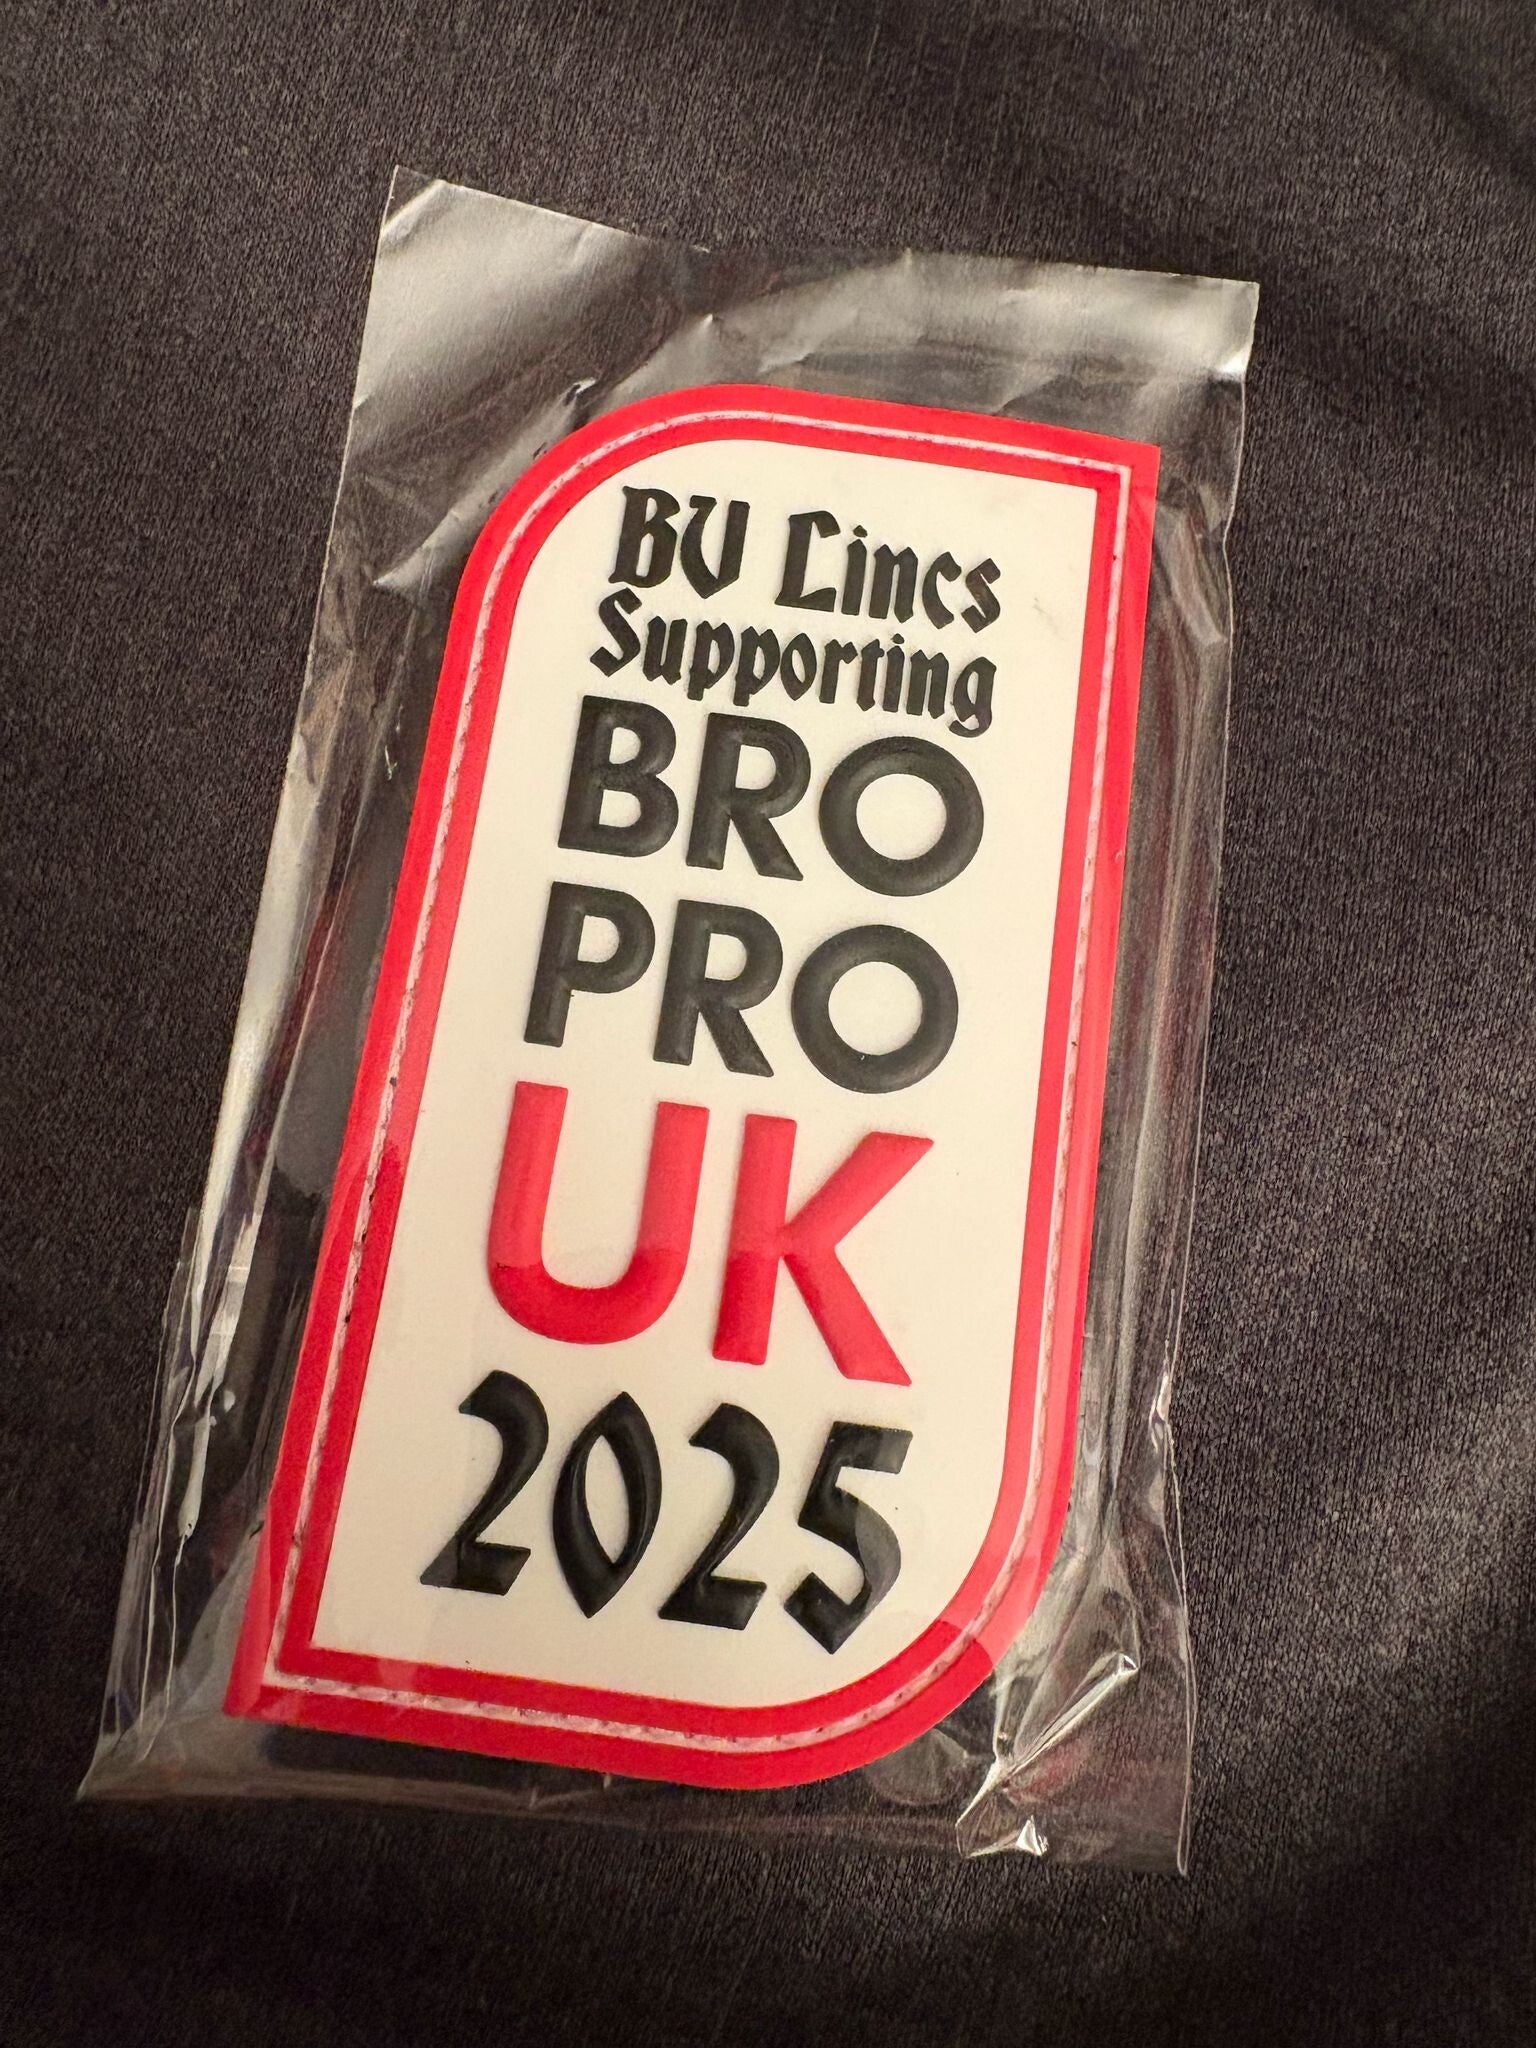 BV Lincs
Supporting
BRO
PRO
UK
2025